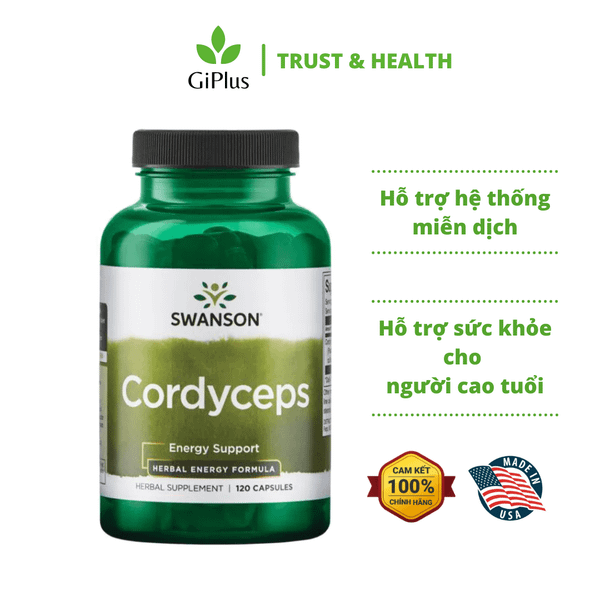 GiPlus
TRUST & HEALTH
Hỗ trợ hệ thống
miễn dịch
Hỗ trợ sức khỏe
cho
người cao tuổi
SWANSON®
Cordyceps
Energy Support
HERBAL ENERGY FORMULA
HERBAL SUPPLEMENT | 120 CAPSULES
CAM KẾT
100%
CHÍNH HÃNG
MADE IN
USA